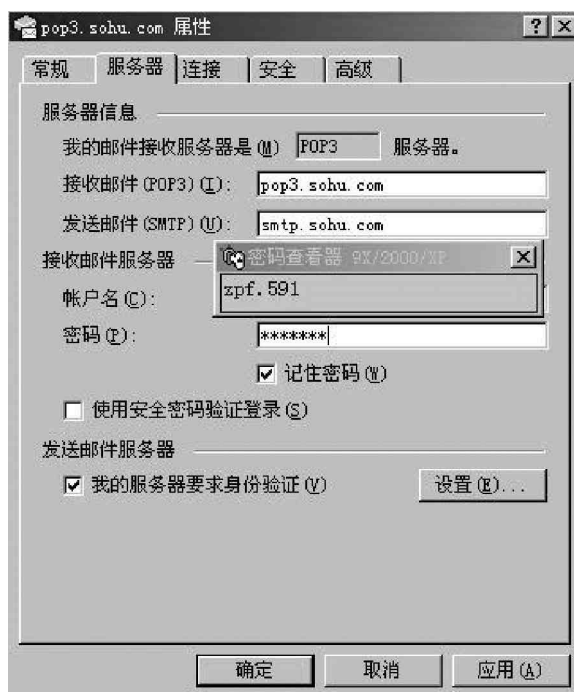 pop3.sohu.com 属性
常规 服务器 连接 安全 高级
服务器信息
我的邮件接收服务器是(M) POP3 服务器。
接收邮件(POP3)(I): pop3.sohu.com
发送邮件(SMTP)(U): smtp.sohu.com
接收邮件服务器
密码查看器 9X/2000/XP
zpf.591
帐户名(C):
密码(P): *******
记住密码(W)
使用安全密码验证登录(S)
发送邮件服务器
我的服务器要求身份验证(V) 设置(E)...
确定 取消 应用(A)